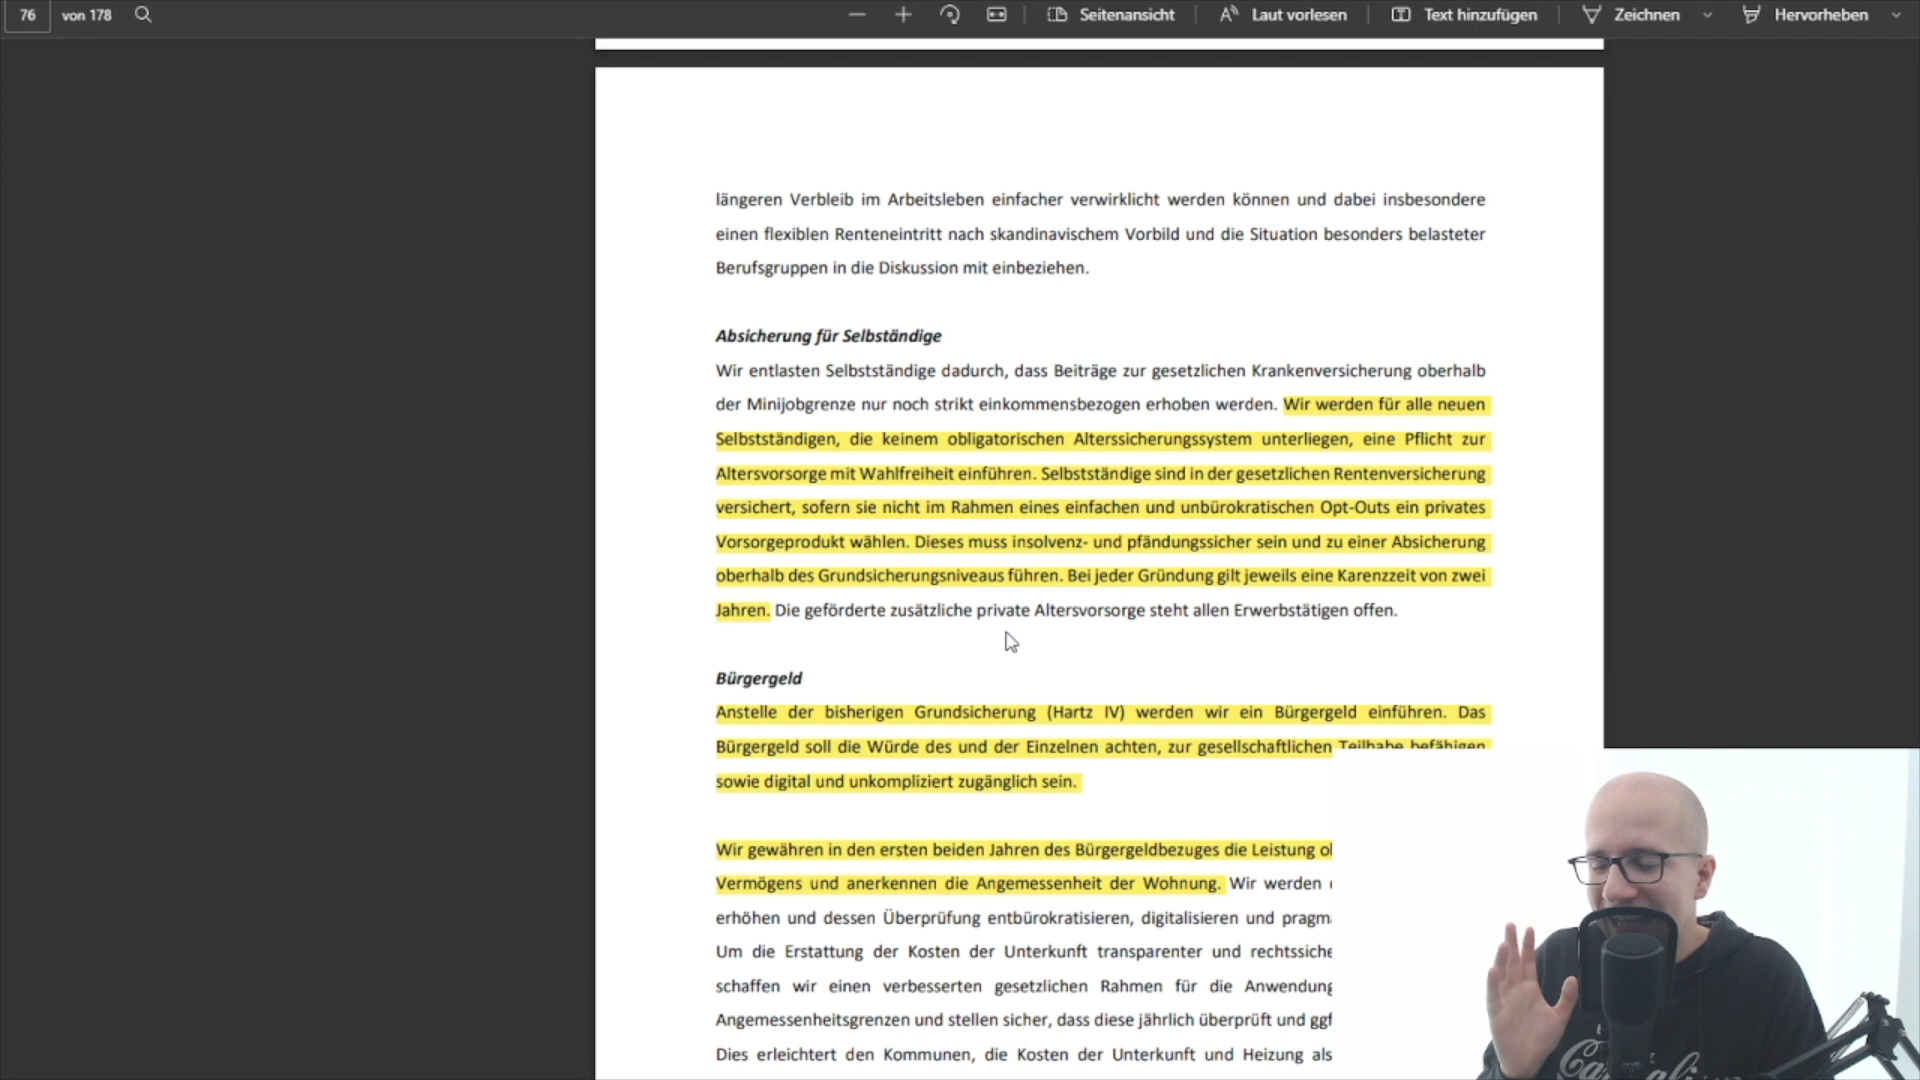 76 von 178 Seitenansicht Laut vorlesen Text hinzufügen Zeichnen Hervorheben
längeren Verbleib im Arbeitsleben einfacher verwirklicht werden können und dabei insbesondere
einen flexiblen Renteneintritt nach skandinavischem Vorbild und die Situation besonders belasteter
Berufsgruppen in die Diskussion mit einbeziehen.
Absicherung für Selbständige
Wir entlasten Selbstständige dadurch, dass Beiträge zur gesetzlichen Krankenversicherung oberhalb
der Minijobgrenze nur noch strikt einkommensbezogen erhoben werden. Wir werden für alle neuen
Selbstständigen, die keinem obligatorischen Alterssicherungssystem unterliegen, eine Pflicht zur
Altersvorsorge mit Wahlfreiheit einführen. Selbstständige sind in der gesetzlichen Rentenversicherung
versichert, sofern sie nicht im Rahmen eines einfachen und unbürokratischen Opt-Outs ein privates
Vorsorgeprodukt wählen. Dieses muss insolvenz- und pfändungssicher sein und zu einer Absicherung
oberhalb des Grundsicherungsniveaus führen. Bei jeder Gründung gilt jeweils eine Karenzzeit von zwei
Jahren. Die geförderte zusätzliche private Altersvorsorge steht allen Erwerbstätigen offen.
Bürgergeld
Anstelle der bisherigen Grundsicherung (Hartz IV) werden wir ein Bürgergeld einführen. Das
Bürgergeld soll die Würde des und der Einzelnen achten, zur gesellschaftlichen Teilhabe befähigen
sowie digital und unkompliziert zugänglich sein.
Wir gewähren in den ersten beiden Jahren des Bürgergeldbezuges die Leistung
Vermögens und anerkennen die Angemessenheit der Wohnung. Wir werden
erhöhen und dessen Überprüfung entbürokratisieren, digitalisieren und
Um die Erstattung der Kosten der Unterkunft transparenter und
schaffen wir einen verbesserten gesetzlichen Rahmen für die Anwendung
Angemessenheitsgrenzen und stellen sicher, dass diese jährlich überprüft und
Dies erleichtert den Kommunen, die Kosten der Unterkunft und Heizung als